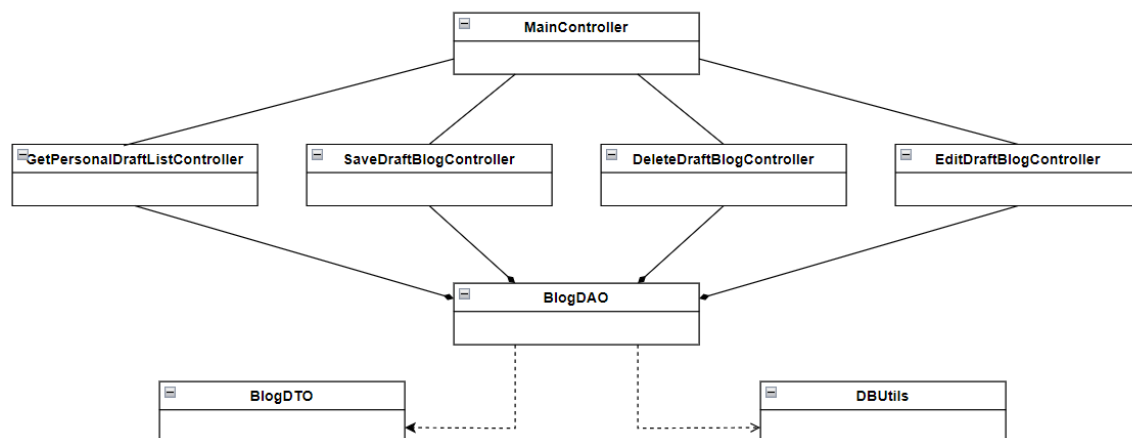 MainController
GetPersonalDraftListController
SaveDraftBlogController
DeleteDraftBlogController
EditDraftBlogController
BlogDAO
BlogDTO
DBUtils